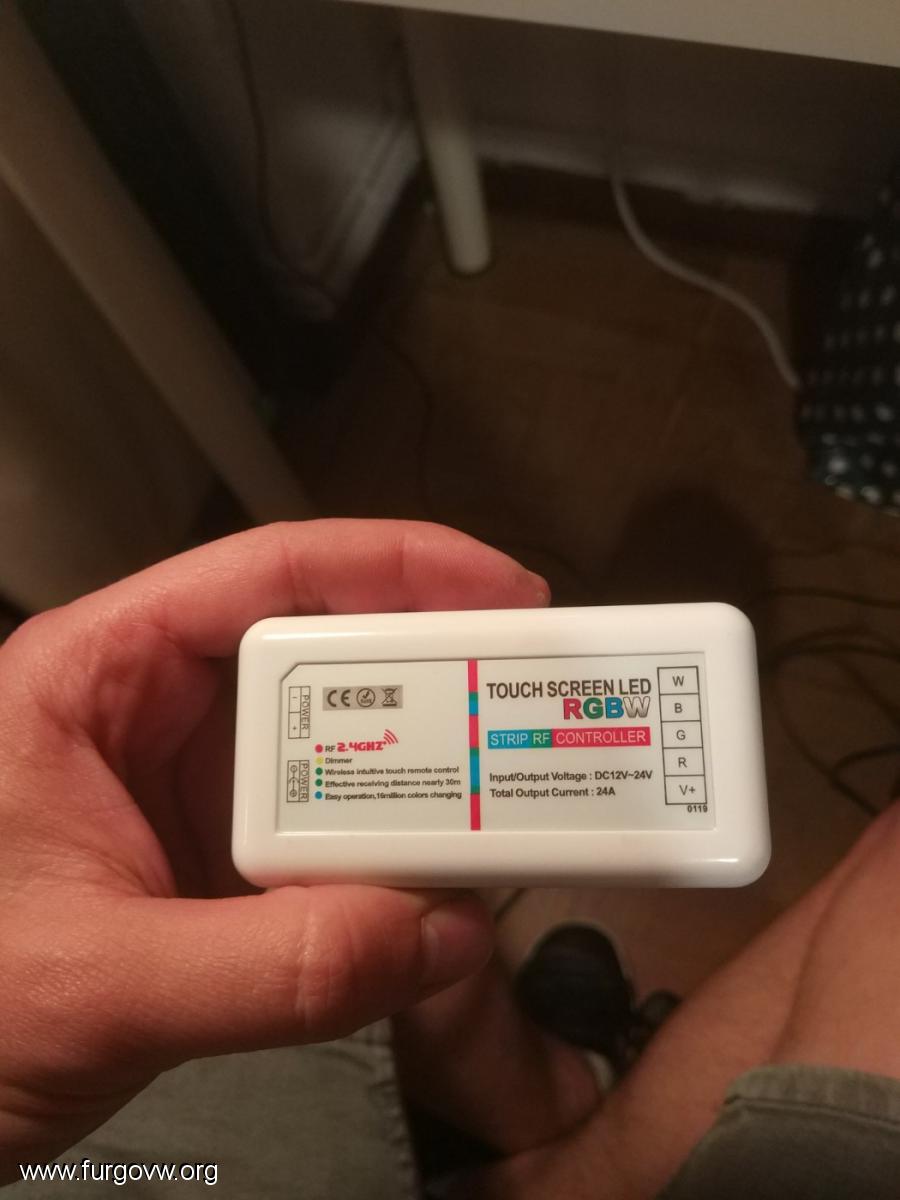 - POWER
+
POWER
CE
RF 2.4GHZ
Dimmer
Wireless intuitive touch remote control
Effective receiving distance nearly 30m
Easy operation,16million colors changing
TOUCH SCREEN LED
RGBW
STRIP RF CONTROLLER
Input/Output Voltage : DC12V~24V
Total Output Current : 24A
W
B
G
R
V+
0119
www.furgovw.org